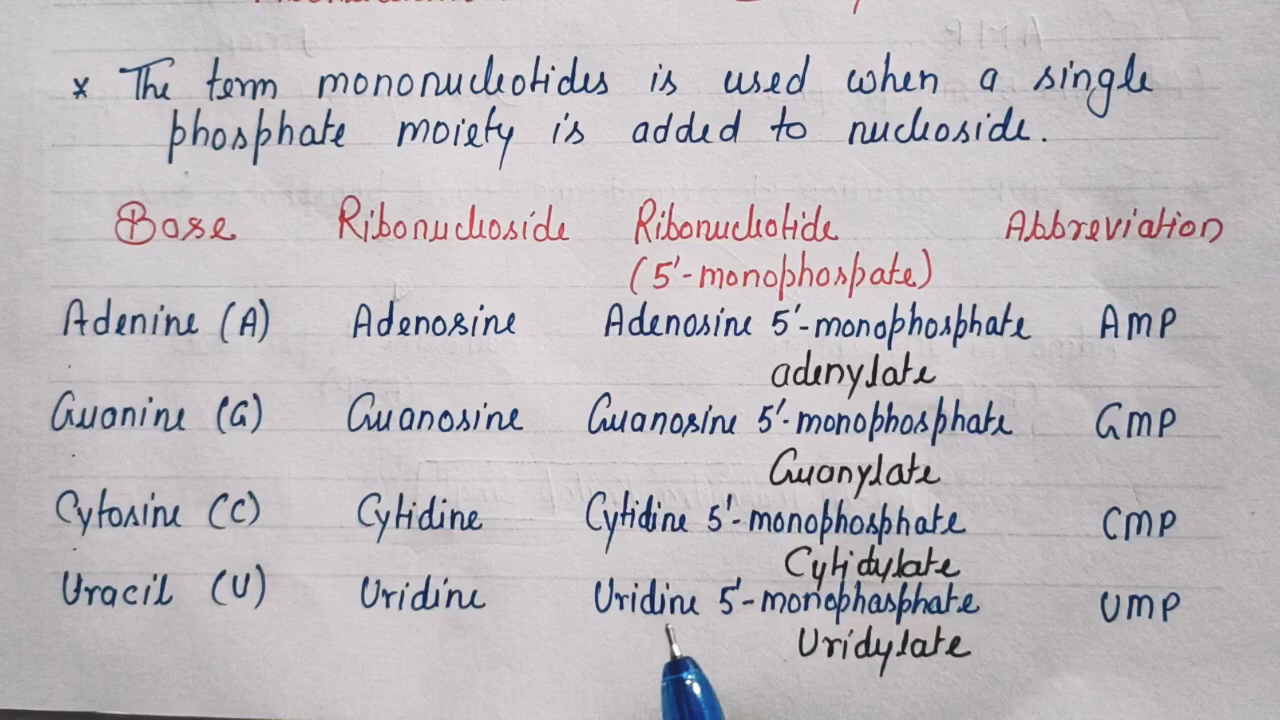 * The term mononucleotides is used when a single
phosphate moiety is added to nucleoside.
Base Ribonucleoside Ribonucleotide Abbreviation
(5'-monophospate)
Adenine (A) Adenosine Adenosine 5'-monophosphate AMP
adenylate
Guanine (G) Guanosine Guanosine 5'-monophosphate GMP
Guanylate
Cytosine (C) Cytidine Cytidine 5'-monophosphate CMP
Cytidylate
Uracil (U) Uridine Uridine 5'-monophasphate UMP
Uridylate